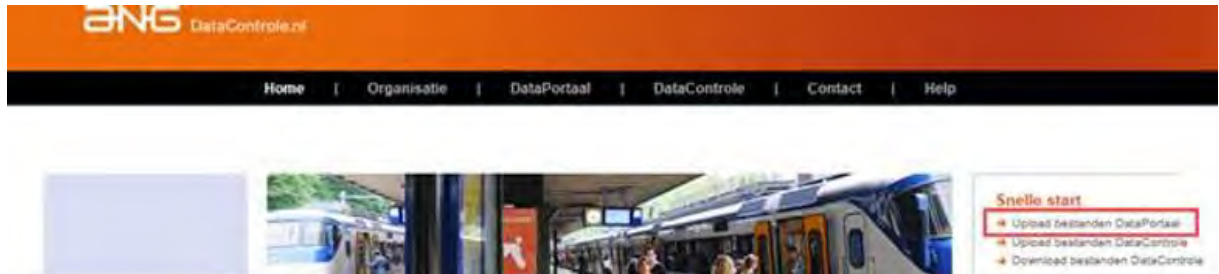 ƏNG DataControle.nl
Home | Organisatie | DataPortaal | DataControle | Contact | Help
Snelle start
Upload bestanden DataPortaal
Upload bestanden DataControle
Download bestanden DataControle